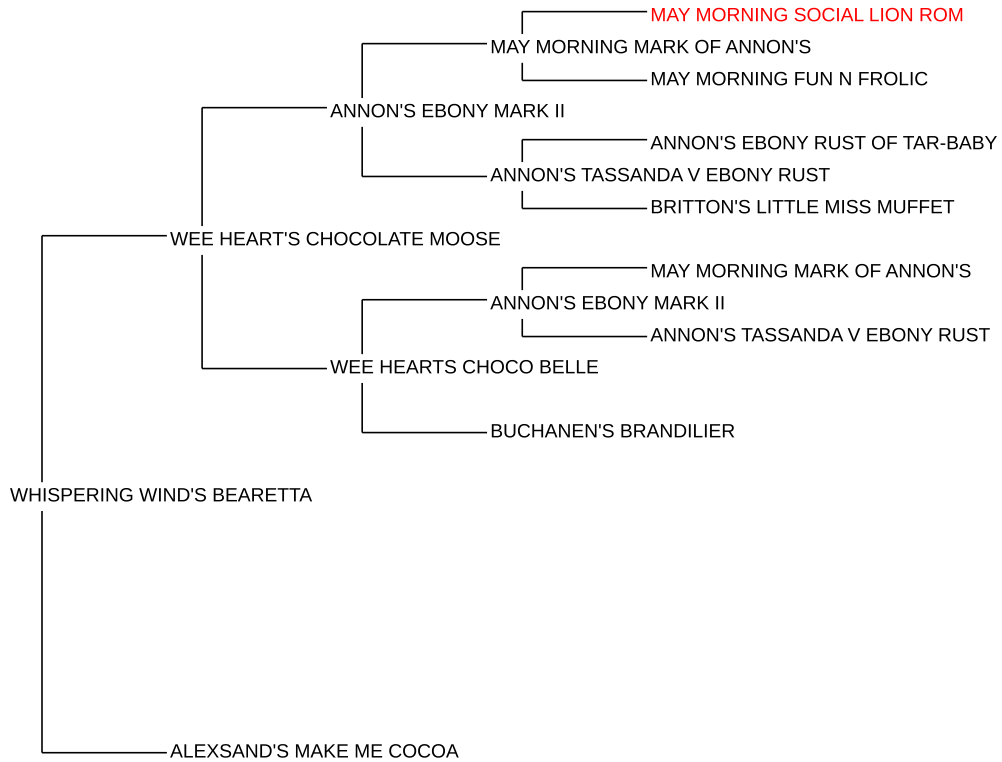 MAY MORNING SOCIAL LION ROM
MAY MORNING MARK OF ANNON'S
MAY MORNING FUN N FROLIC
ANNON'S EBONY MARK II
ANNON'S EBONY RUST OF TAR-BABY
ANNON'S TASSANDA V EBONY RUST
BRITTON'S LITTLE MISS MUFFET
WEE HEART'S CHOCOLATE MOOSE
MAY MORNING MARK OF ANNON'S
ANNON'S EBONY MARK II
ANNON'S TASSANDA V EBONY RUST
WEE HEARTS CHOCO BELLE
BUCHANEN'S BRANDILIER
WHISPERING WIND'S BEARETTA
ALEXSAND'S MAKE ME COCOA